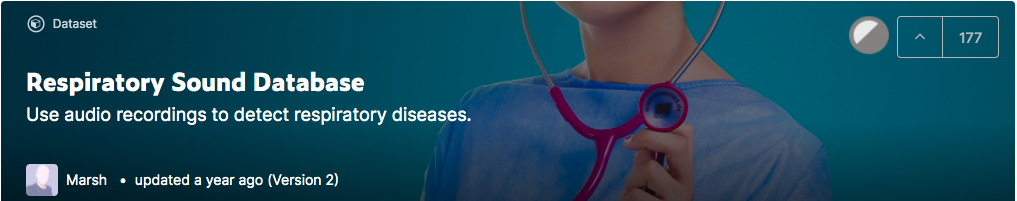 Dataset
177
Respiratory Sound Database
Use audio recordings to detect respiratory diseases.
Marsh • updated a year ago (Version 2)